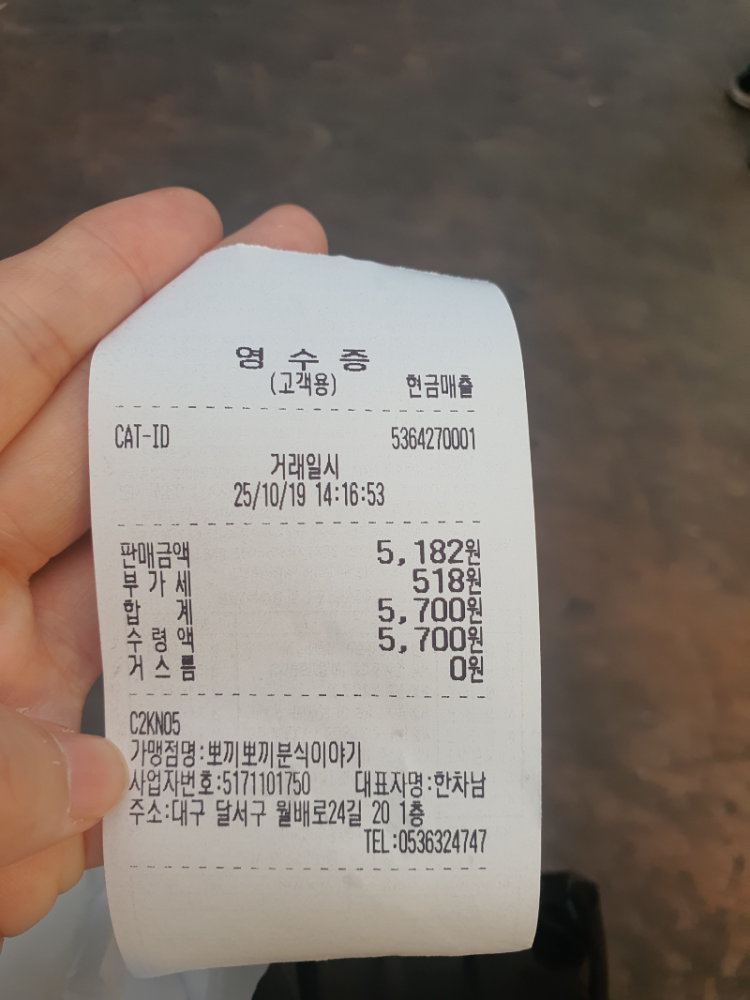 영 수 증
(고객용) 현금매출
CAT-ID 5364270001
거래일시
25/10/19 14:16:53
판매금액 5,182원
부 가 세 518원
합 계 5,700원
수 령 액 5,700원
거 스 름 0원
C2KN05
가맹점명:뽀끼뽀끼분식이야기
사업자번호:5171101750 대표자명:한차남
주소:대구 달서구 월배로24길 20 1층
TEL:0536324747